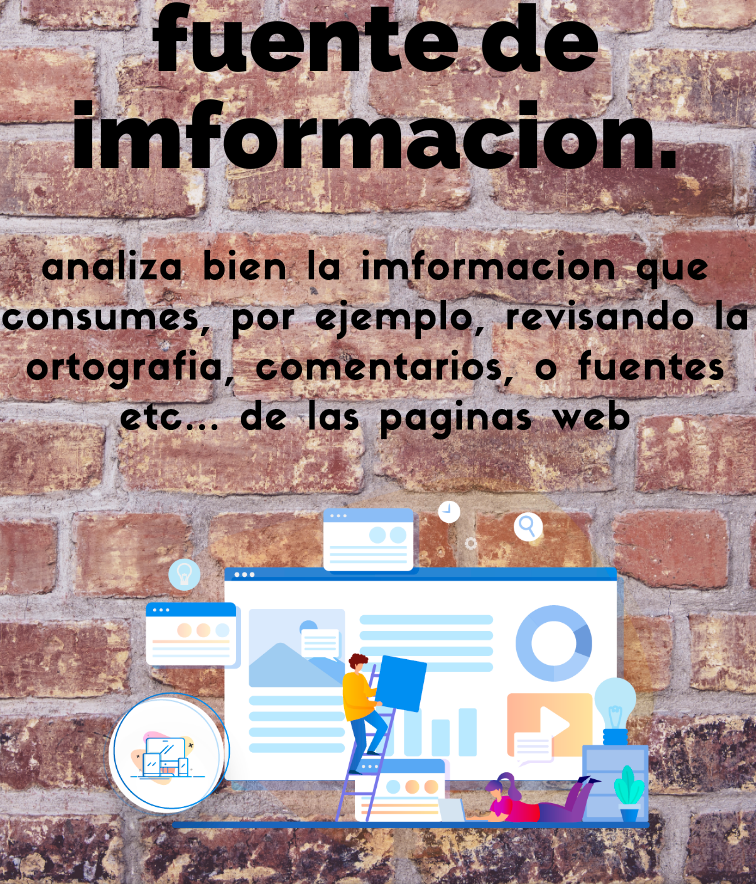 fuente de
imformacion.
analiza bien la imformacion que
consumes, por ejemplo, revisando la
ortografia, comentarios, o fuentes
etc... de las paginas web